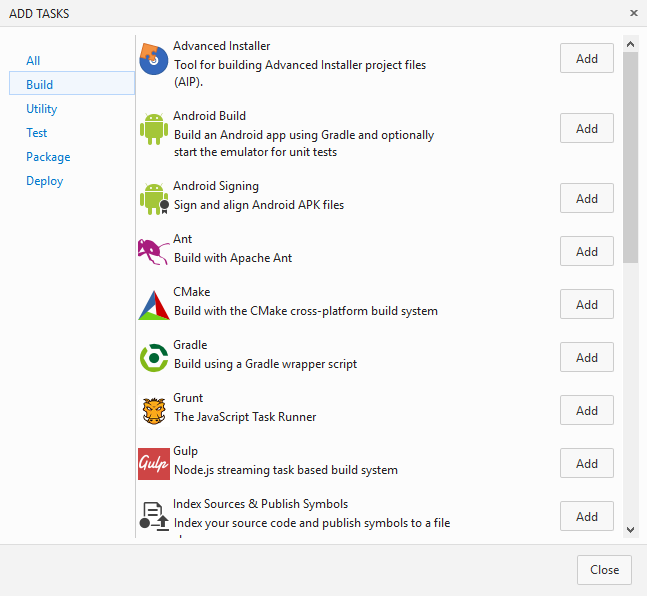 ADD TASKS
All
Build
Utility
Test
Package
Deploy
Advanced Installer
Tool for building Advanced Installer project files
(AIP).
Add
Android Build
Build an Android app using Gradle and optionally
start the emulator for unit tests
Add
Android Signing
Sign and align Android APK files
Add
Ant
Build with Apache Ant
Add
CMake
Build with the CMake cross-platform build system
Add
Gradle
Build using a Gradle wrapper script
Add
Grunt
The JavaScript Task Runner
Add
Gulp
Gulp
Node.js streaming task based build system
Add
Index Sources & Publish Symbols
Index your source code and publish symbols to a file
Add
Close